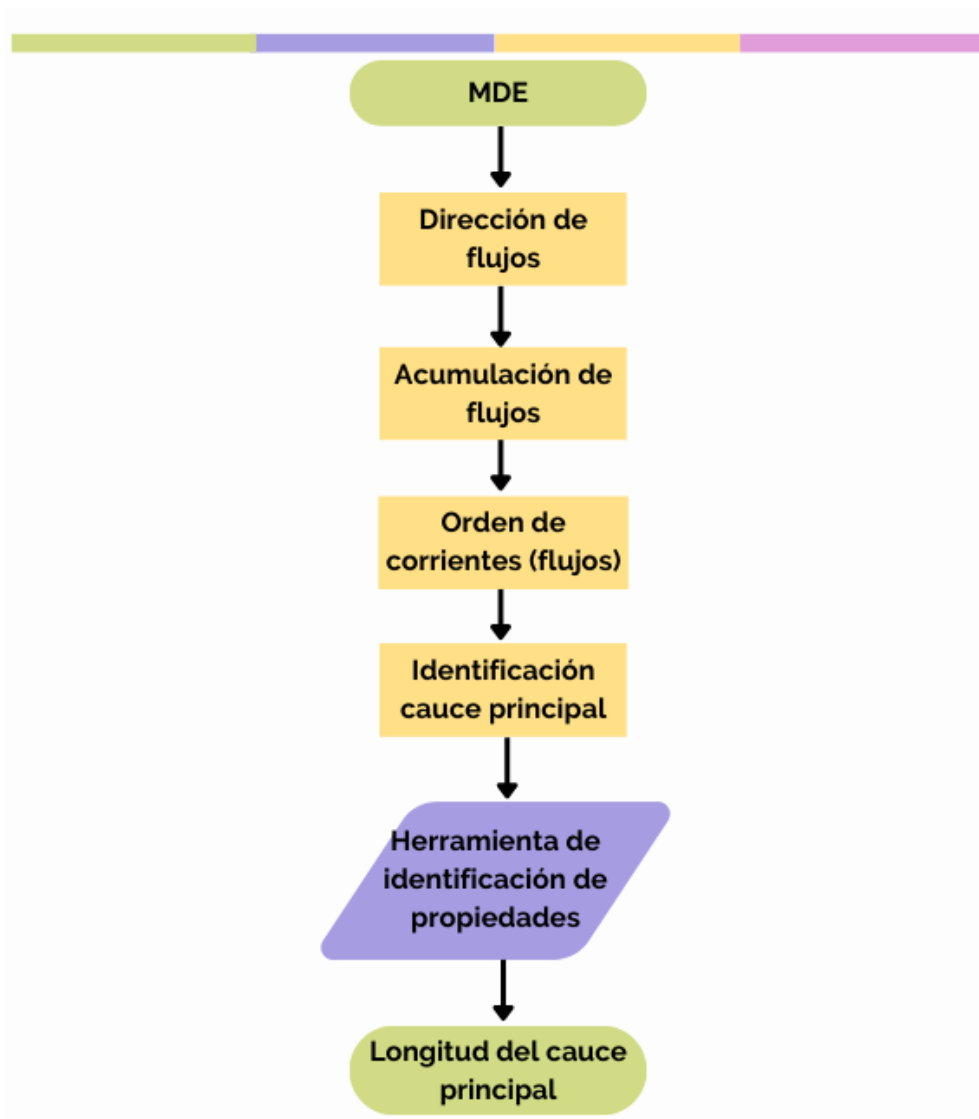 MDE
Dirección de
flujos
Acumulación de
flujos
Orden de
corrientes (flujos)
Identificación
cauce principal
Herramienta de
identificación de
propiedades
Longitud del cauce
principal